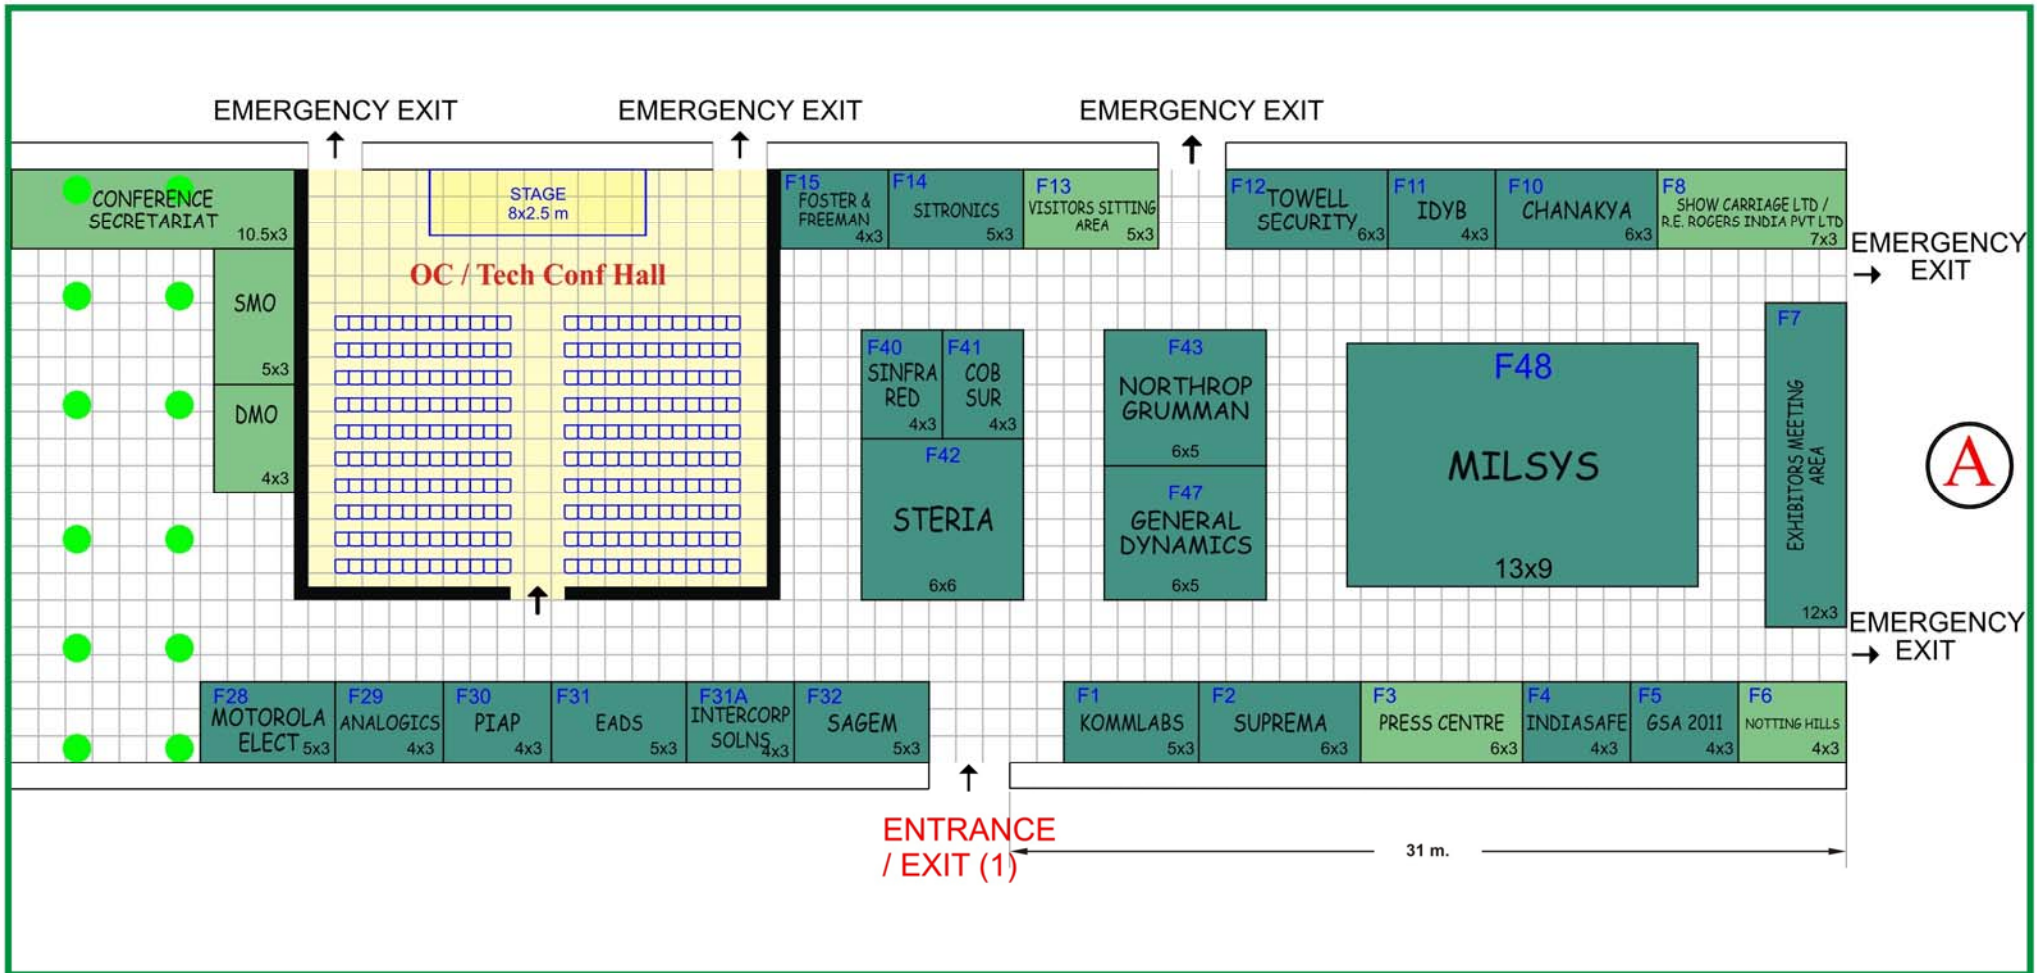 EMERGENCY EXIT
EMERGENCY EXIT
EMERGENCY EXIT
CONFERENCE
SECRETARIAT
10.5x3
STAGE
8x2.5 m
F15
FOSTER &
FREEMAN
4x3
F14
SITRONICS
5x3
F13
VISITORS SITTING
AREA
5x3
F12
TOWELL
SECURITY
6x3
F11
IDYB
4x3
F10
CHANAKYA
6x3
F8
SHOW CARRIAGE LTD /
R.E. ROGERS INDIA PVT LTD
7x3
EMERGENCY
EXIT
OC / Tech Conf Hall
SMO
5x3
DMO
4x3
F40
SINFRA
RED
4x3
F41
COB
SUR
4x3
F42
STERIA
6x6
F43
NORTHROP
GRUMMAN
6x5
F47
GENERAL
DYNAMICS
6x5
F48
MILSYS
13x9
F7
EXHIBITORS MEETING
AREA
12x3
A
EMERGENCY
EXIT
F28
MOTOROLA
ELECT
5x3
F29
ANALOGICS
4x3
F30
PIAP
4x3
F31
EADS
5x3
F31A
INTERCORP
SOLNS
4x3
F32
SAGEM
5x3
F1
KOMMLABS
5x3
F2
SUPREMA
6x3
F3
PRESS CENTRE
6x3
F4
INDIASAFE
4x3
F5
GSA 2011
4x3
F6
NOTTING HILLS
4x3
ENTRANCE
/ EXIT (1)
31 m.